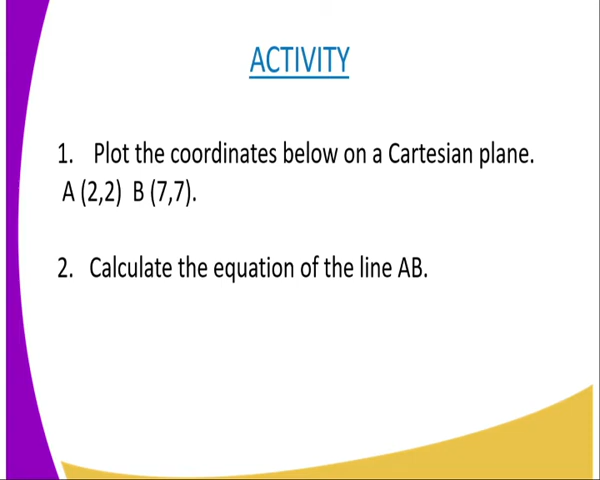 ACTIVITY
1. Plot the coordinates below on a Cartesian plane.
A (2,2) B (7,7).
2. Calculate the equation of the line AB.